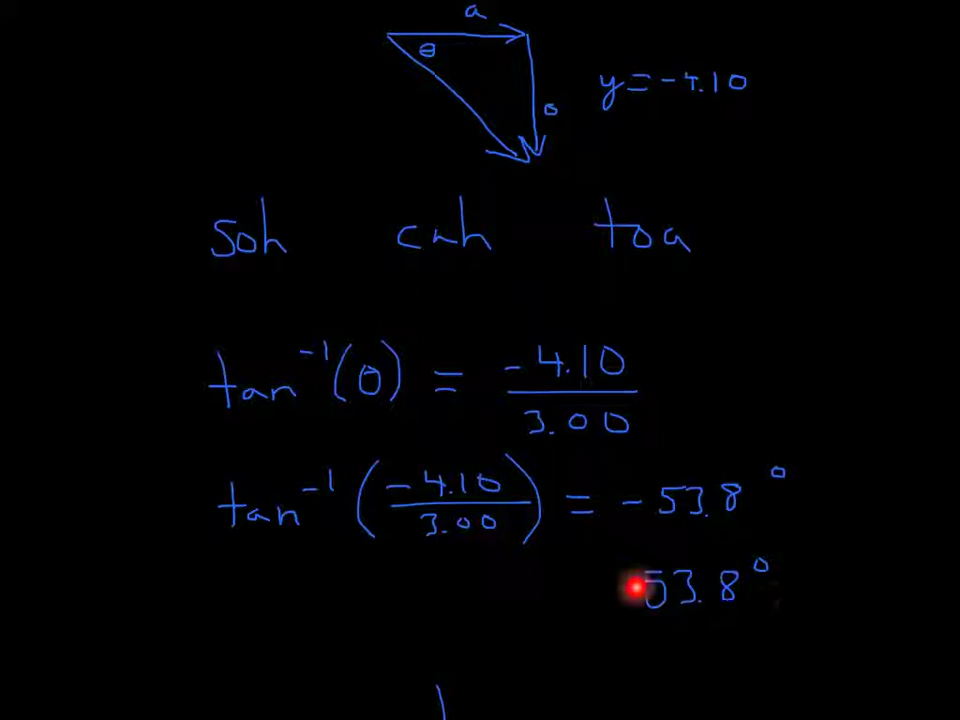 a
θ
y = -4.10
o
soh cah toa
tan⁻¹(θ) = -4.10/3.00
tan⁻¹(-4.10/3.00) = -53.8°
53.8°